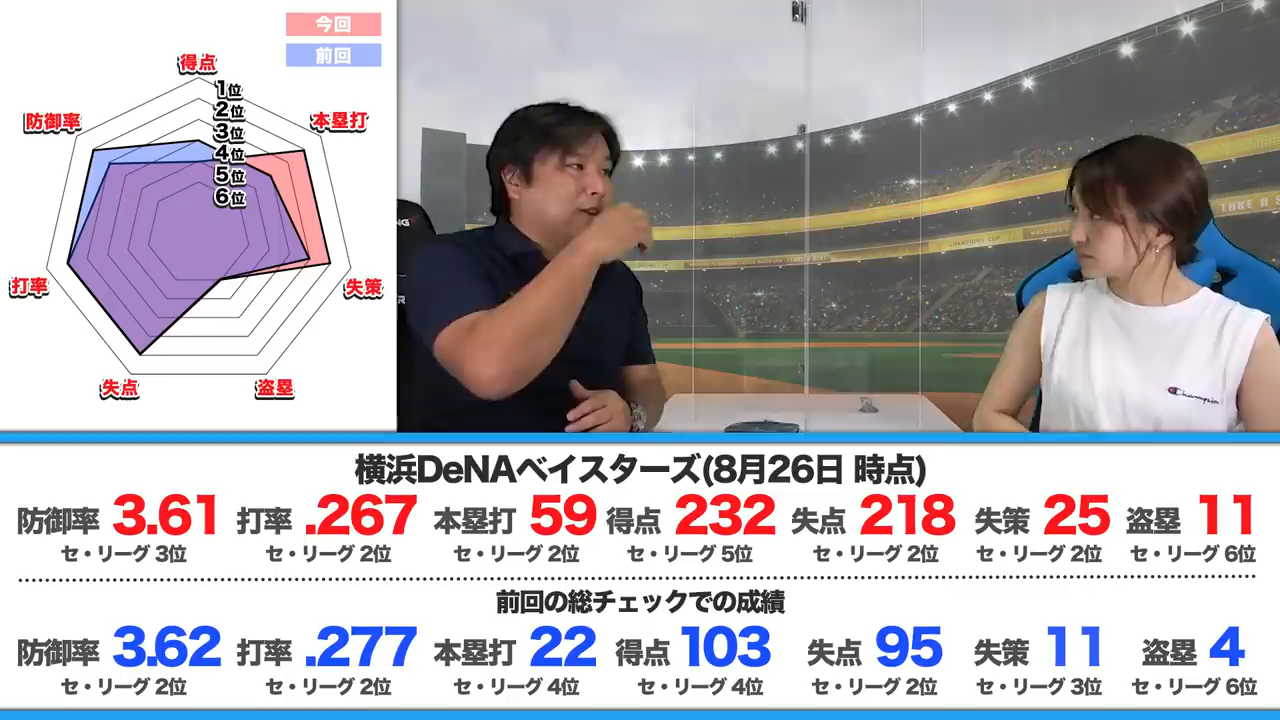 今回
前回
得点
本塁打
失策
盗塁
失点
打率
防御率
1位
2位
3位
4位
5位
6位
TAKE A S
CHAMPIONS CUP
Champion
横浜DeNAベイスターズ(8月26日 時点)
防御率 3.61 打率 .267 本塁打 59 得点 232 失点 218 失策 25 盗塁 11
セ・リーグ 3位 セ・リーグ 2位 セ・リーグ 2位 セ・リーグ 5位 セ・リーグ 2位 セ・リーグ 2位 セ・リーグ 6位
前回の総チェックでの成績
防御率 3.62 打率 .277 本塁打 22 得点 103 失点 95 失策 11 盗塁 4
セ・リーグ 2位 セ・リーグ 2位 セ・リーグ 4位 セ・リーグ 4位 セ・リーグ 2位 セ・リーグ 3位 セ・リーグ 6位